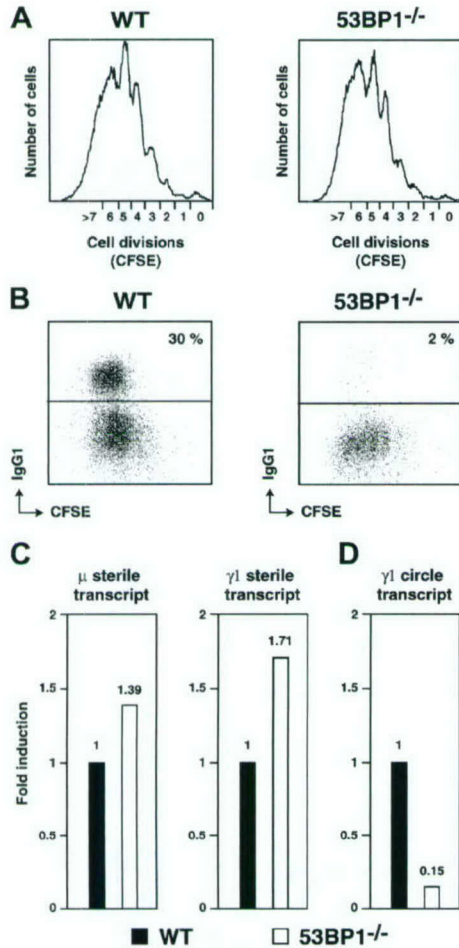 A
WT
53BP1-/-
Number of cells
Number of cells
>7 6 5 4 3 2 1 0
>7 6 5 4 3 2 1 0
Cell divisions
(CFSE)
Cell divisions
(CFSE)
B
WT
53BP1-/-
30 %
2 %
IgG1
CFSE
IgG1
CFSE
C
D
μ sterile
transcript
γ1 sterile
transcript
γ1 circle
transcript
Fold induction
2
1.5
1
0.5
0
1
1.39
2
1.5
1
0.5
0
1
1.71
2
1.5
1
0.5
0
1
0.15
WT
53BP1-/-